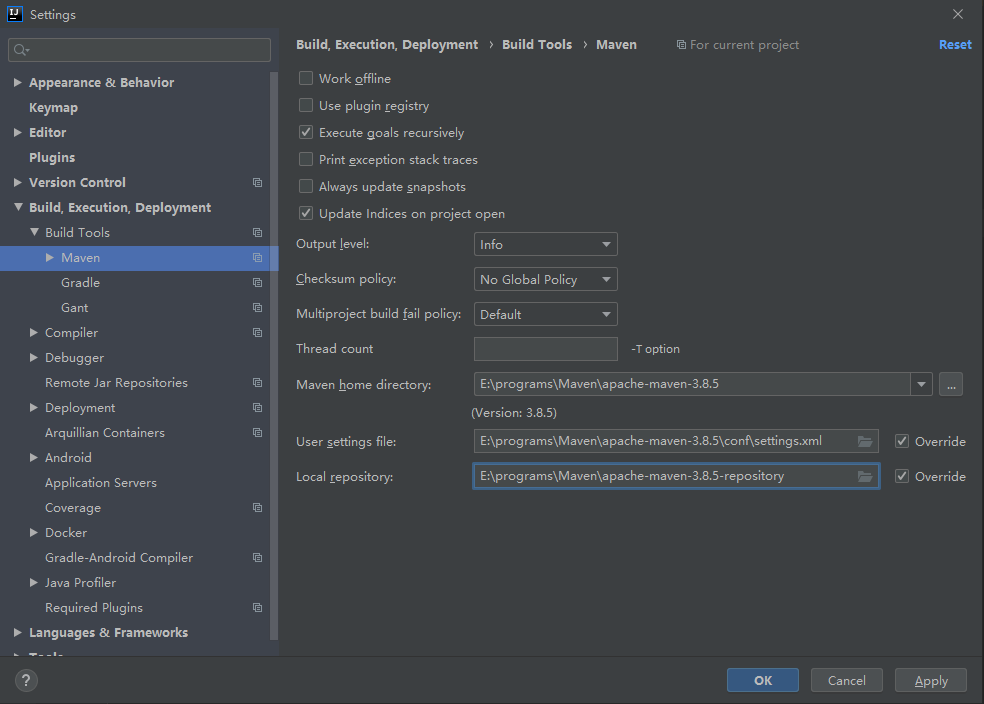 Settings
Build, Execution, Deployment › Build Tools › Maven For current project Reset
Appearance & Behavior
Keymap
Editor
Plugins
Version Control
Build, Execution, Deployment
Build Tools
Maven
Gradle
Gant
Compiler
Debugger
Remote Jar Repositories
Deployment
Arquillian Containers
Android
Application Servers
Coverage
Docker
Gradle-Android Compiler
Java Profiler
Required Plugins
Languages & Frameworks
Tools
Work offline
Use plugin registry
Execute goals recursively
Print exception stack traces
Always update snapshots
Update Indices on project open
Output level: Info
Checksum policy: No Global Policy
Multiproject build fail policy: Default
Thread count -T option
Maven home directory: E:\programs\Maven\apache-maven-3.8.5 ...
(Version: 3.8.5)
User settings file: E:\programs\Maven\apache-maven-3.8.5\conf\settings.xml Override
Local repository: E:\programs\Maven\apache-maven-3.8.5-repository Override
? OK Cancel Apply